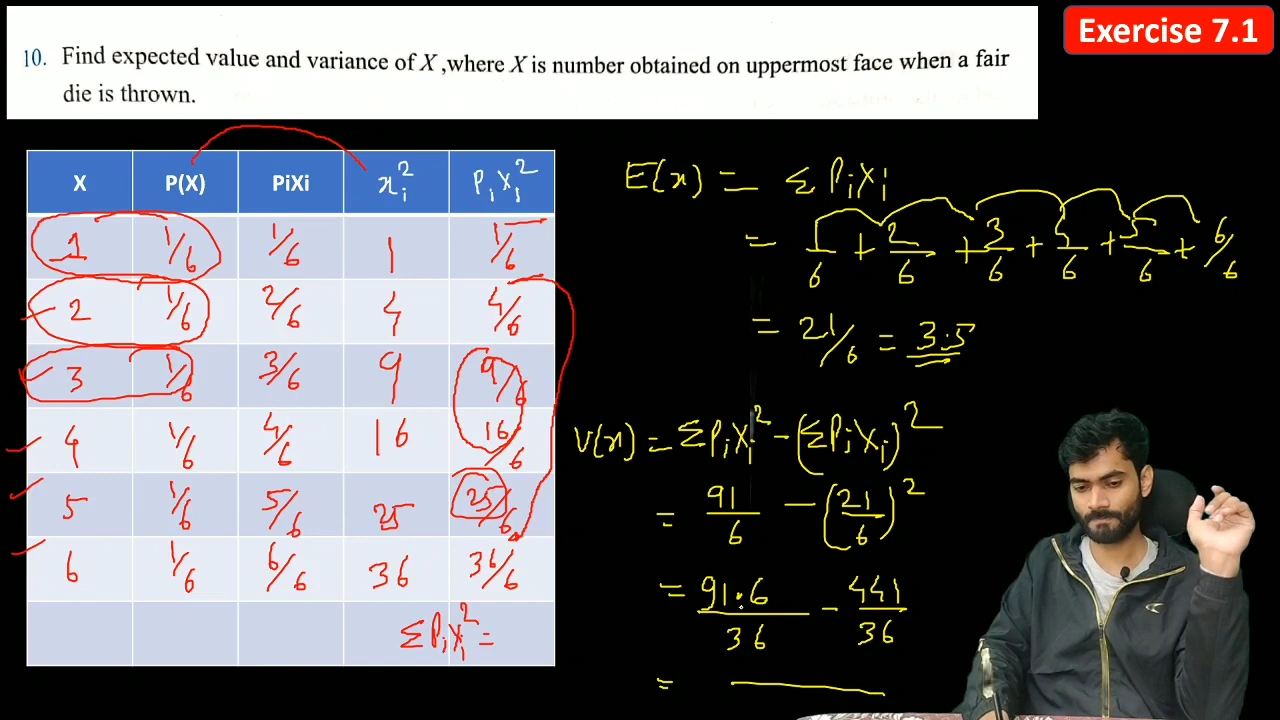 Exercise 7.1
10. Find expected value and variance of X ,where X is number obtained on uppermost face when a fair
die is thrown.
X P(X) PiXi xᵢ² PᵢXᵢ²
1 1/6 1/6 1 1/6
2 1/6 2/6 4 4/6
3 1/6 3/6 9 9/6
4 1/6 4/6 16 16/6
5 1/6 5/6 25 25/6
6 1/6 6/6 36 36/6
ΣPᵢXᵢ² =
E(x) = ΣPᵢXᵢ
= 1/6 + 2/6 + 3/6 + 4/6 + 5/6 + 6/6
= 21/6 = 3.5
V(x) = ΣPᵢXᵢ² - (ΣPᵢXᵢ)²
= 91/6 - (21/6)²
= 91·6/36 - 441/36
=